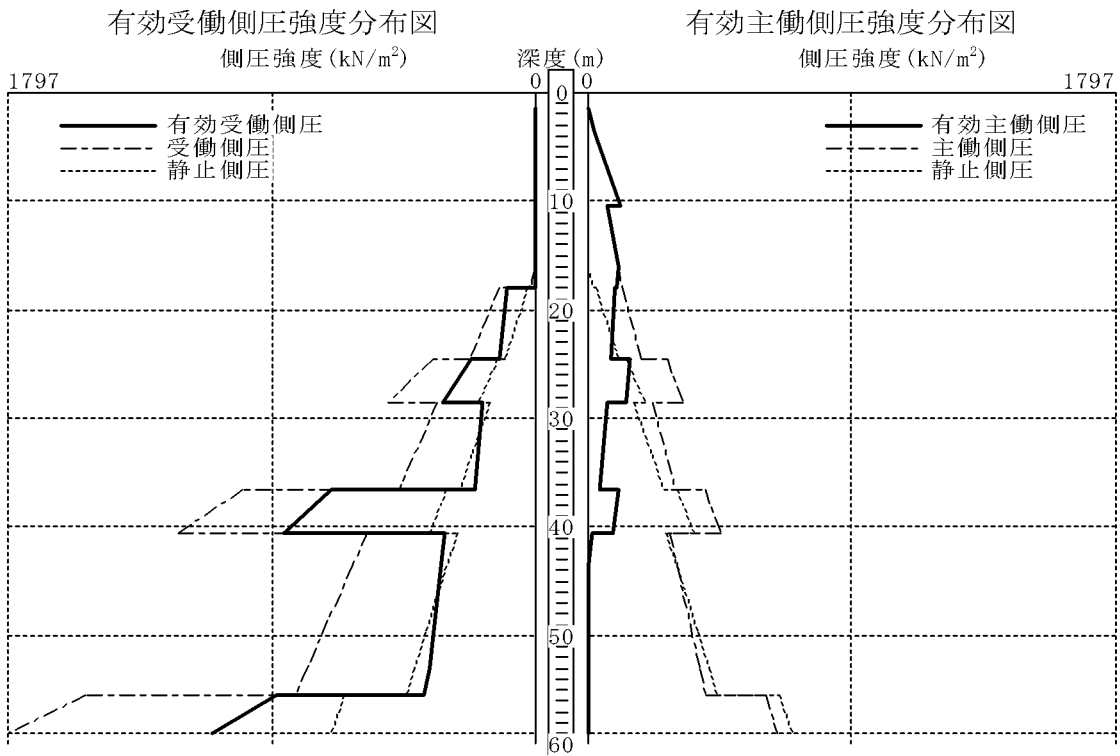 有効受働側圧強度分布図 有効主働側圧強度分布図
側圧強度(kN/m²) 深度(m) 側圧強度(kN/m²)
1797 0 0 1797
0
有効受働側圧 有効主働側圧
受働側圧 主働側圧
静止側圧 静止側圧
10
20
30
40
50
60